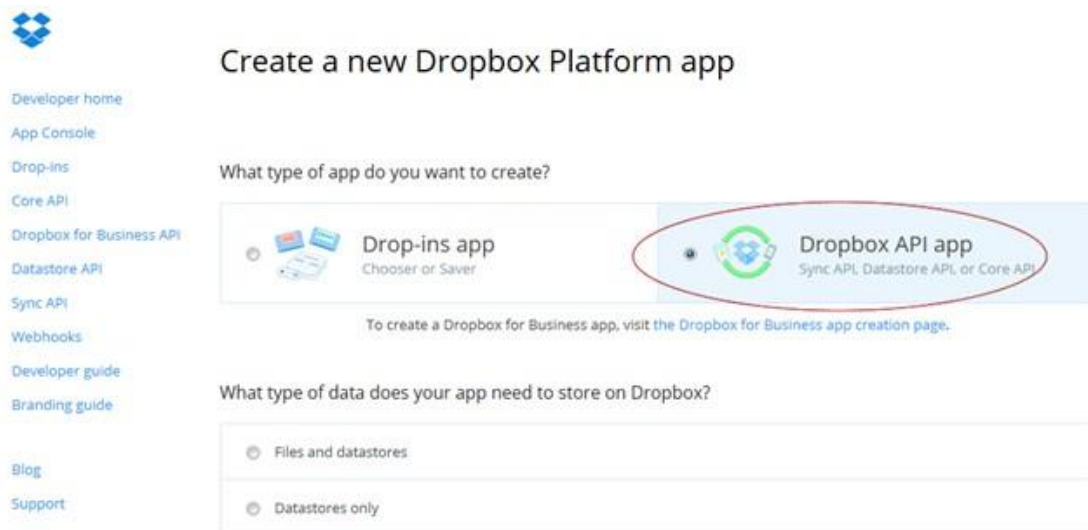 Create a new Dropbox Platform app
Developer home
App Console
Drop-ins
Core API
Dropbox for Business API
Datastore API
Sync API
Webhooks
Developer guide
Branding guide
Blog
Support
What type of app do you want to create?
Drop-ins app
Chooser or Saver
Dropbox API app
Sync API, Datastore API, or Core API
To create a Dropbox for Business app, visit the Dropbox for Business app creation page.
What type of data does your app need to store on Dropbox?
Files and datastores
Datastores only